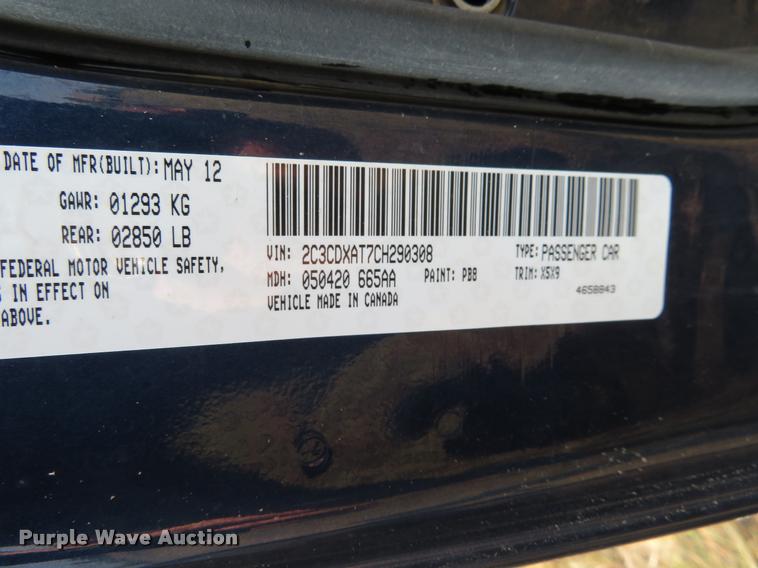 DATE OF MFR(BUILT): MAY 12
GAWR: 01293 KG
REAR: 02850 LB
FEDERAL MOTOR VEHICLE SAFETY,
IN EFFECT ON
ABOVE.
VIN: 2C3CDXAT7CH290308
TYPE: PASSENGER CAR
MDH: 050420 665AA
PAINT: PB8
TRIM: X5X9
VEHICLE MADE IN CANADA
4658843
Purple Wave Auction